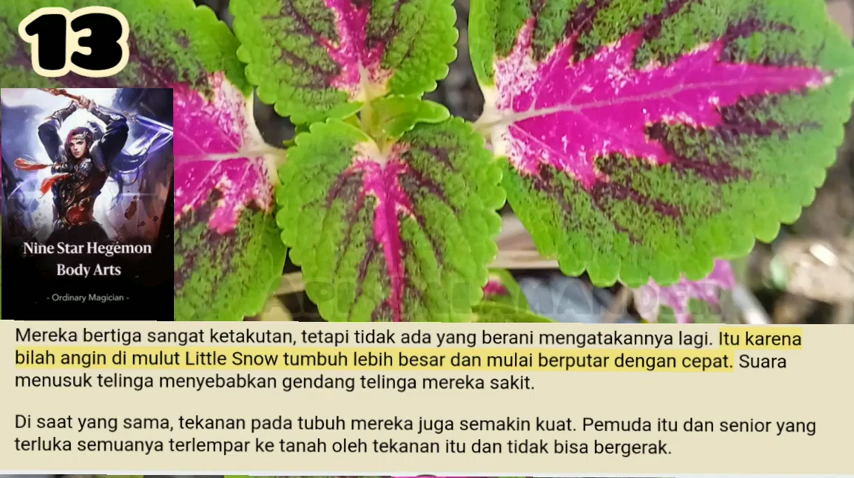 13
Nine Star Hegemon
Body Arts
- Ordinary Magician -
Mereka bertiga sangat ketakutan, tetapi tidak ada yang berani mengatakannya lagi. Itu karena
bilah angin di mulut Little Snow tumbuh lebih besar dan mulai berputar dengan cepat. Suara
menusuk telinga menyebabkan gendang telinga mereka sakit.
Di saat yang sama, tekanan pada tubuh mereka juga semakin kuat. Pemuda itu dan senior yang
terluka semuanya terlempar ke tanah oleh tekanan itu dan tidak bisa bergerak.